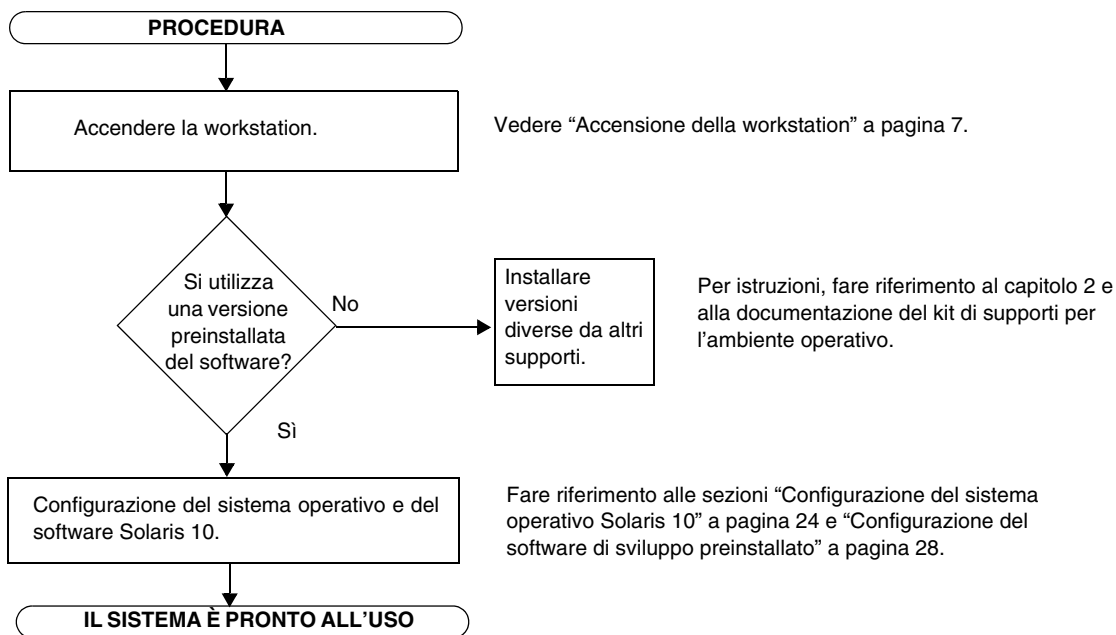 PROCEDURA
Accendere la workstation.
Vedere “Accensione della workstation” a pagina 7.
Si utilizza
una versione
preinstallata
del software?
No
Installare
versioni
diverse da altri
supporti.
Per istruzioni, fare riferimento al capitolo 2 e
alla documentazione del kit di supporti per
l’ambiente operativo.
Sì
Configurazione del sistema operativo e del
software Solaris 10.
Fare riferimento alle sezioni “Configurazione del sistema
operativo Solaris 10” a pagina 24 e “Configurazione del
software di sviluppo preinstallato” a pagina 28.
IL SISTEMA È PRONTO ALL’USO